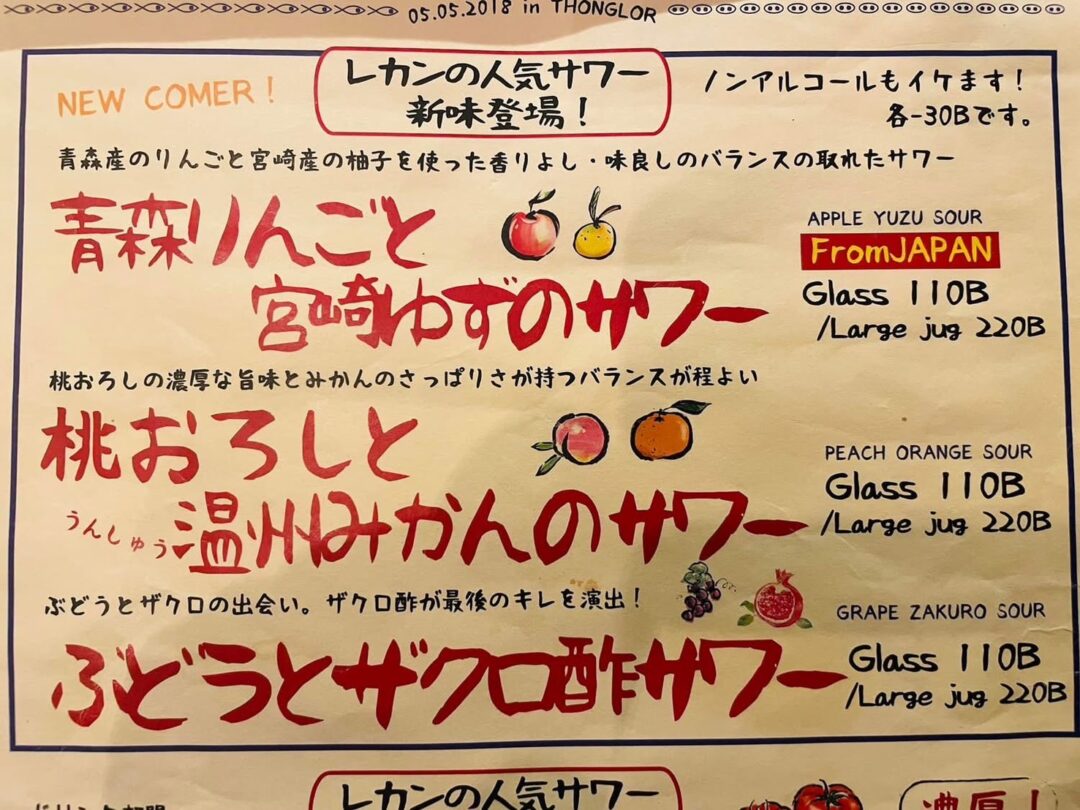 05.05.2018 in THONGLOR
NEW COMER!
レカンの人気サワー
新味登場！
ノンアルコールもイケます！
各-30Bです。
青森産のりんごと宮崎産の柚子を使った香りよし・味良しのバランスの取れたサワー
青森りんごと
宮崎ゆずのサワー
APPLE YUZU SOUR
FromJAPAN
Glass 110B
/Large jug 220B
桃おろしの濃厚な旨味とみかんのさっぱりさが持つバランスが程よい
桃おろしと
うんしゅう
温州みかんのサワー
PEACH ORANGE SOUR
Glass 110B
/Large jug 220B
ぶどうとザクロの出会い。ザクロ酢が最後のキレを演出！
ぶどうとザクロ酢サワー
GRAPE ZAKURO SOUR
Glass 110B
/Large jug 220B
レカンの人気サワー
濃厚！